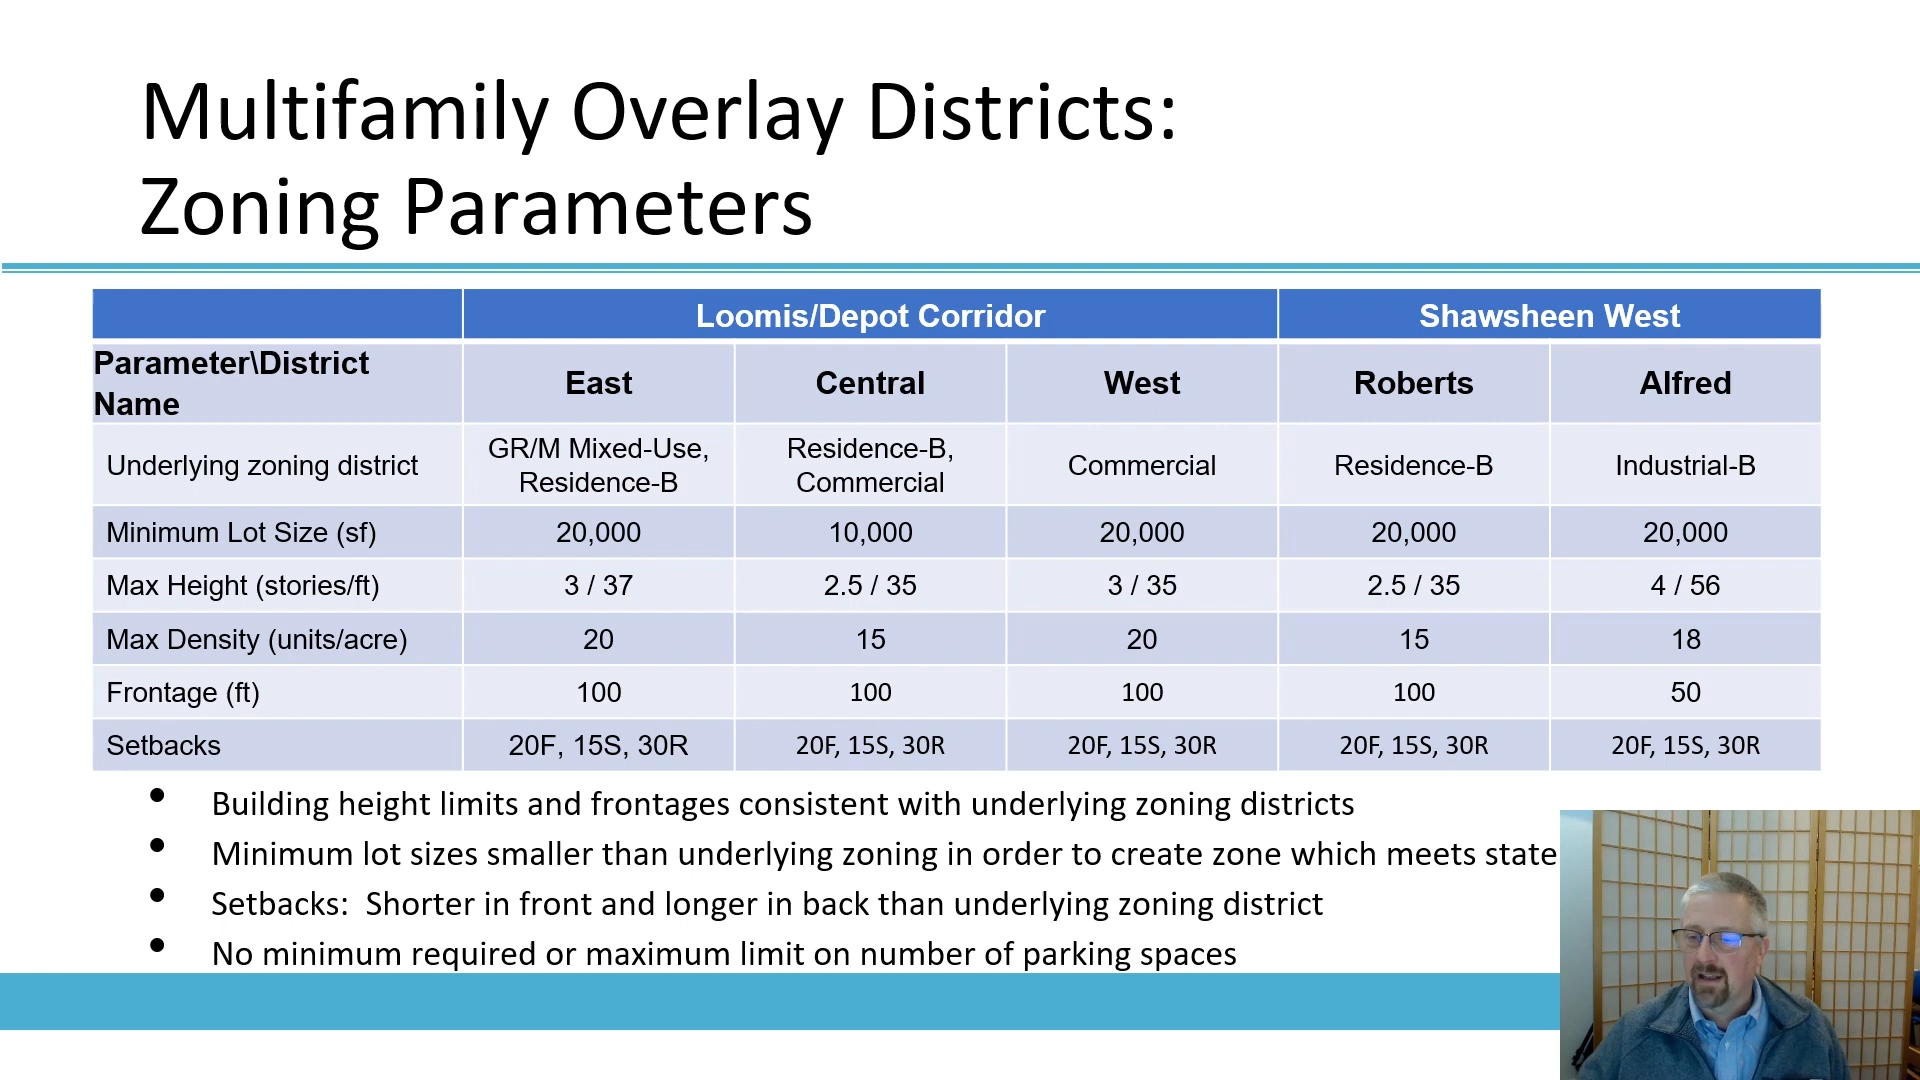 Multifamily Overlay Districts:
Zoning Parameters
Loomis/Depot Corridor Shawsheen West
Parameter\District Name East Central West Roberts Alfred
Underlying zoning district GR/M Mixed-Use, Residence-B Residence-B, Commercial Commercial Residence-B Industrial-B
Minimum Lot Size (sf) 20,000 10,000 20,000 20,000 20,000
Max Height (stories/ft) 3 / 37 2.5 / 35 3 / 35 2.5 / 35 4 / 56
Max Density (units/acre) 20 15 20 15 18
Frontage (ft) 100 100 100 100 50
Setbacks 20F, 15S, 30R 20F, 15S, 30R 20F, 15S, 30R 20F, 15S, 30R 20F, 15S, 30R
• Building height limits and frontages consistent with underlying zoning districts
• Minimum lot sizes smaller than underlying zoning in order to create zone which meets state
• Setbacks: Shorter in front and longer in back than underlying zoning district
• No minimum required or maximum limit on number of parking spaces